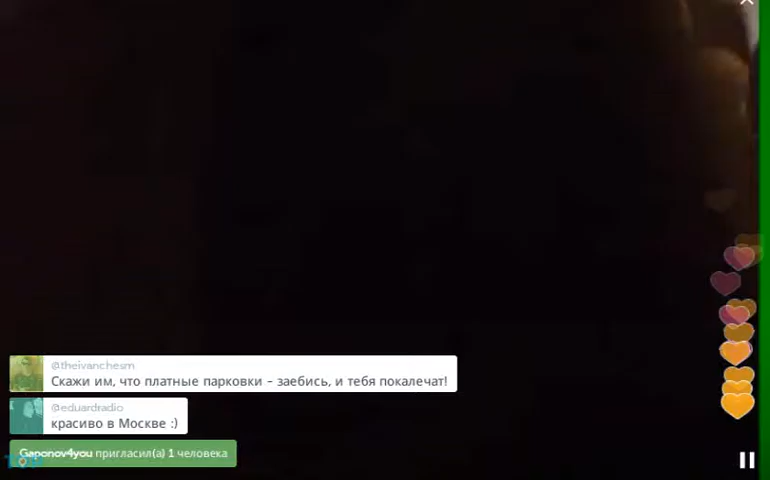 @theivanchesm
Скажи им, что платные парковки – заебись, и тебя покалечат!
@eduardradio
красиво в Москве :)
Gaponov4you пригласил(а) 1 человека